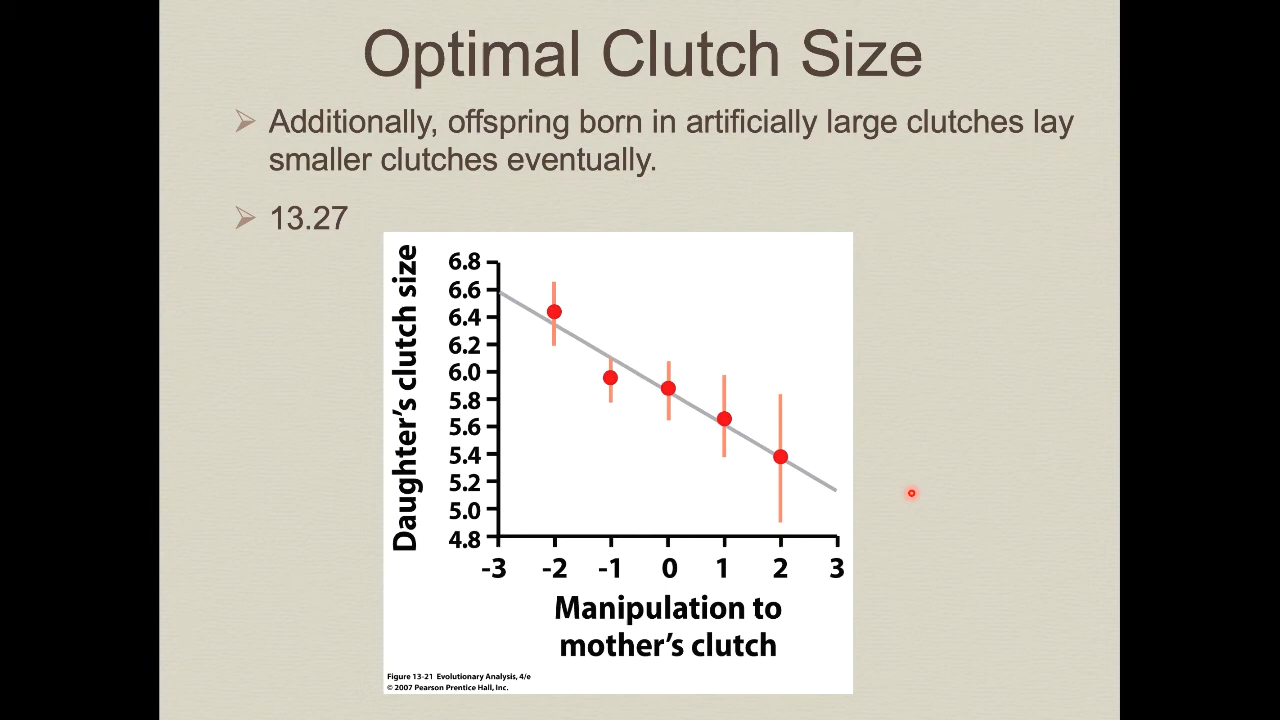 Optimal Clutch Size
Additionally, offspring born in artificially large clutches lay
smaller clutches eventually.
13.27
Daughter's clutch size
6.8
6.6
6.4
6.2
6.0
5.8
5.6
5.4
5.2
5.0
4.8
-3 -2 -1 0 1 2 3
Manipulation to
mother's clutch
Figure 13-21 Evolutionary Analysis, 4/e
© 2007 Pearson Prentice Hall, Inc.